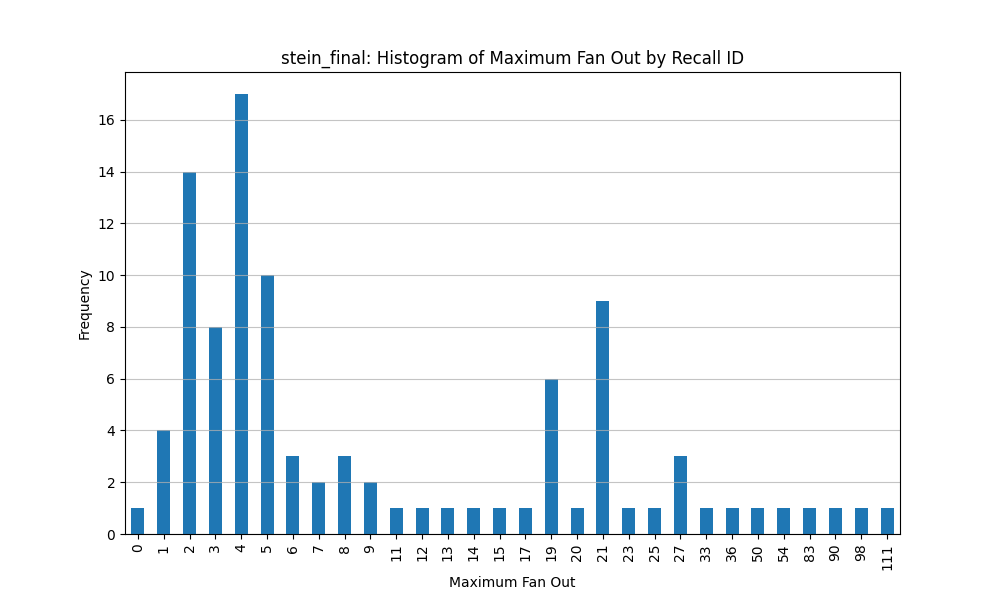 stein_final: Histogram of Maximum Fan Out by Recall ID
16
14
12
10
8
6
4
2
0
Frequency
0 1 2 3 4 5 6 7 8 9 11 12 13 14 15 17 19 20 21 23 25 27 33 36 50 54 83 90 98 111
Maximum Fan Out